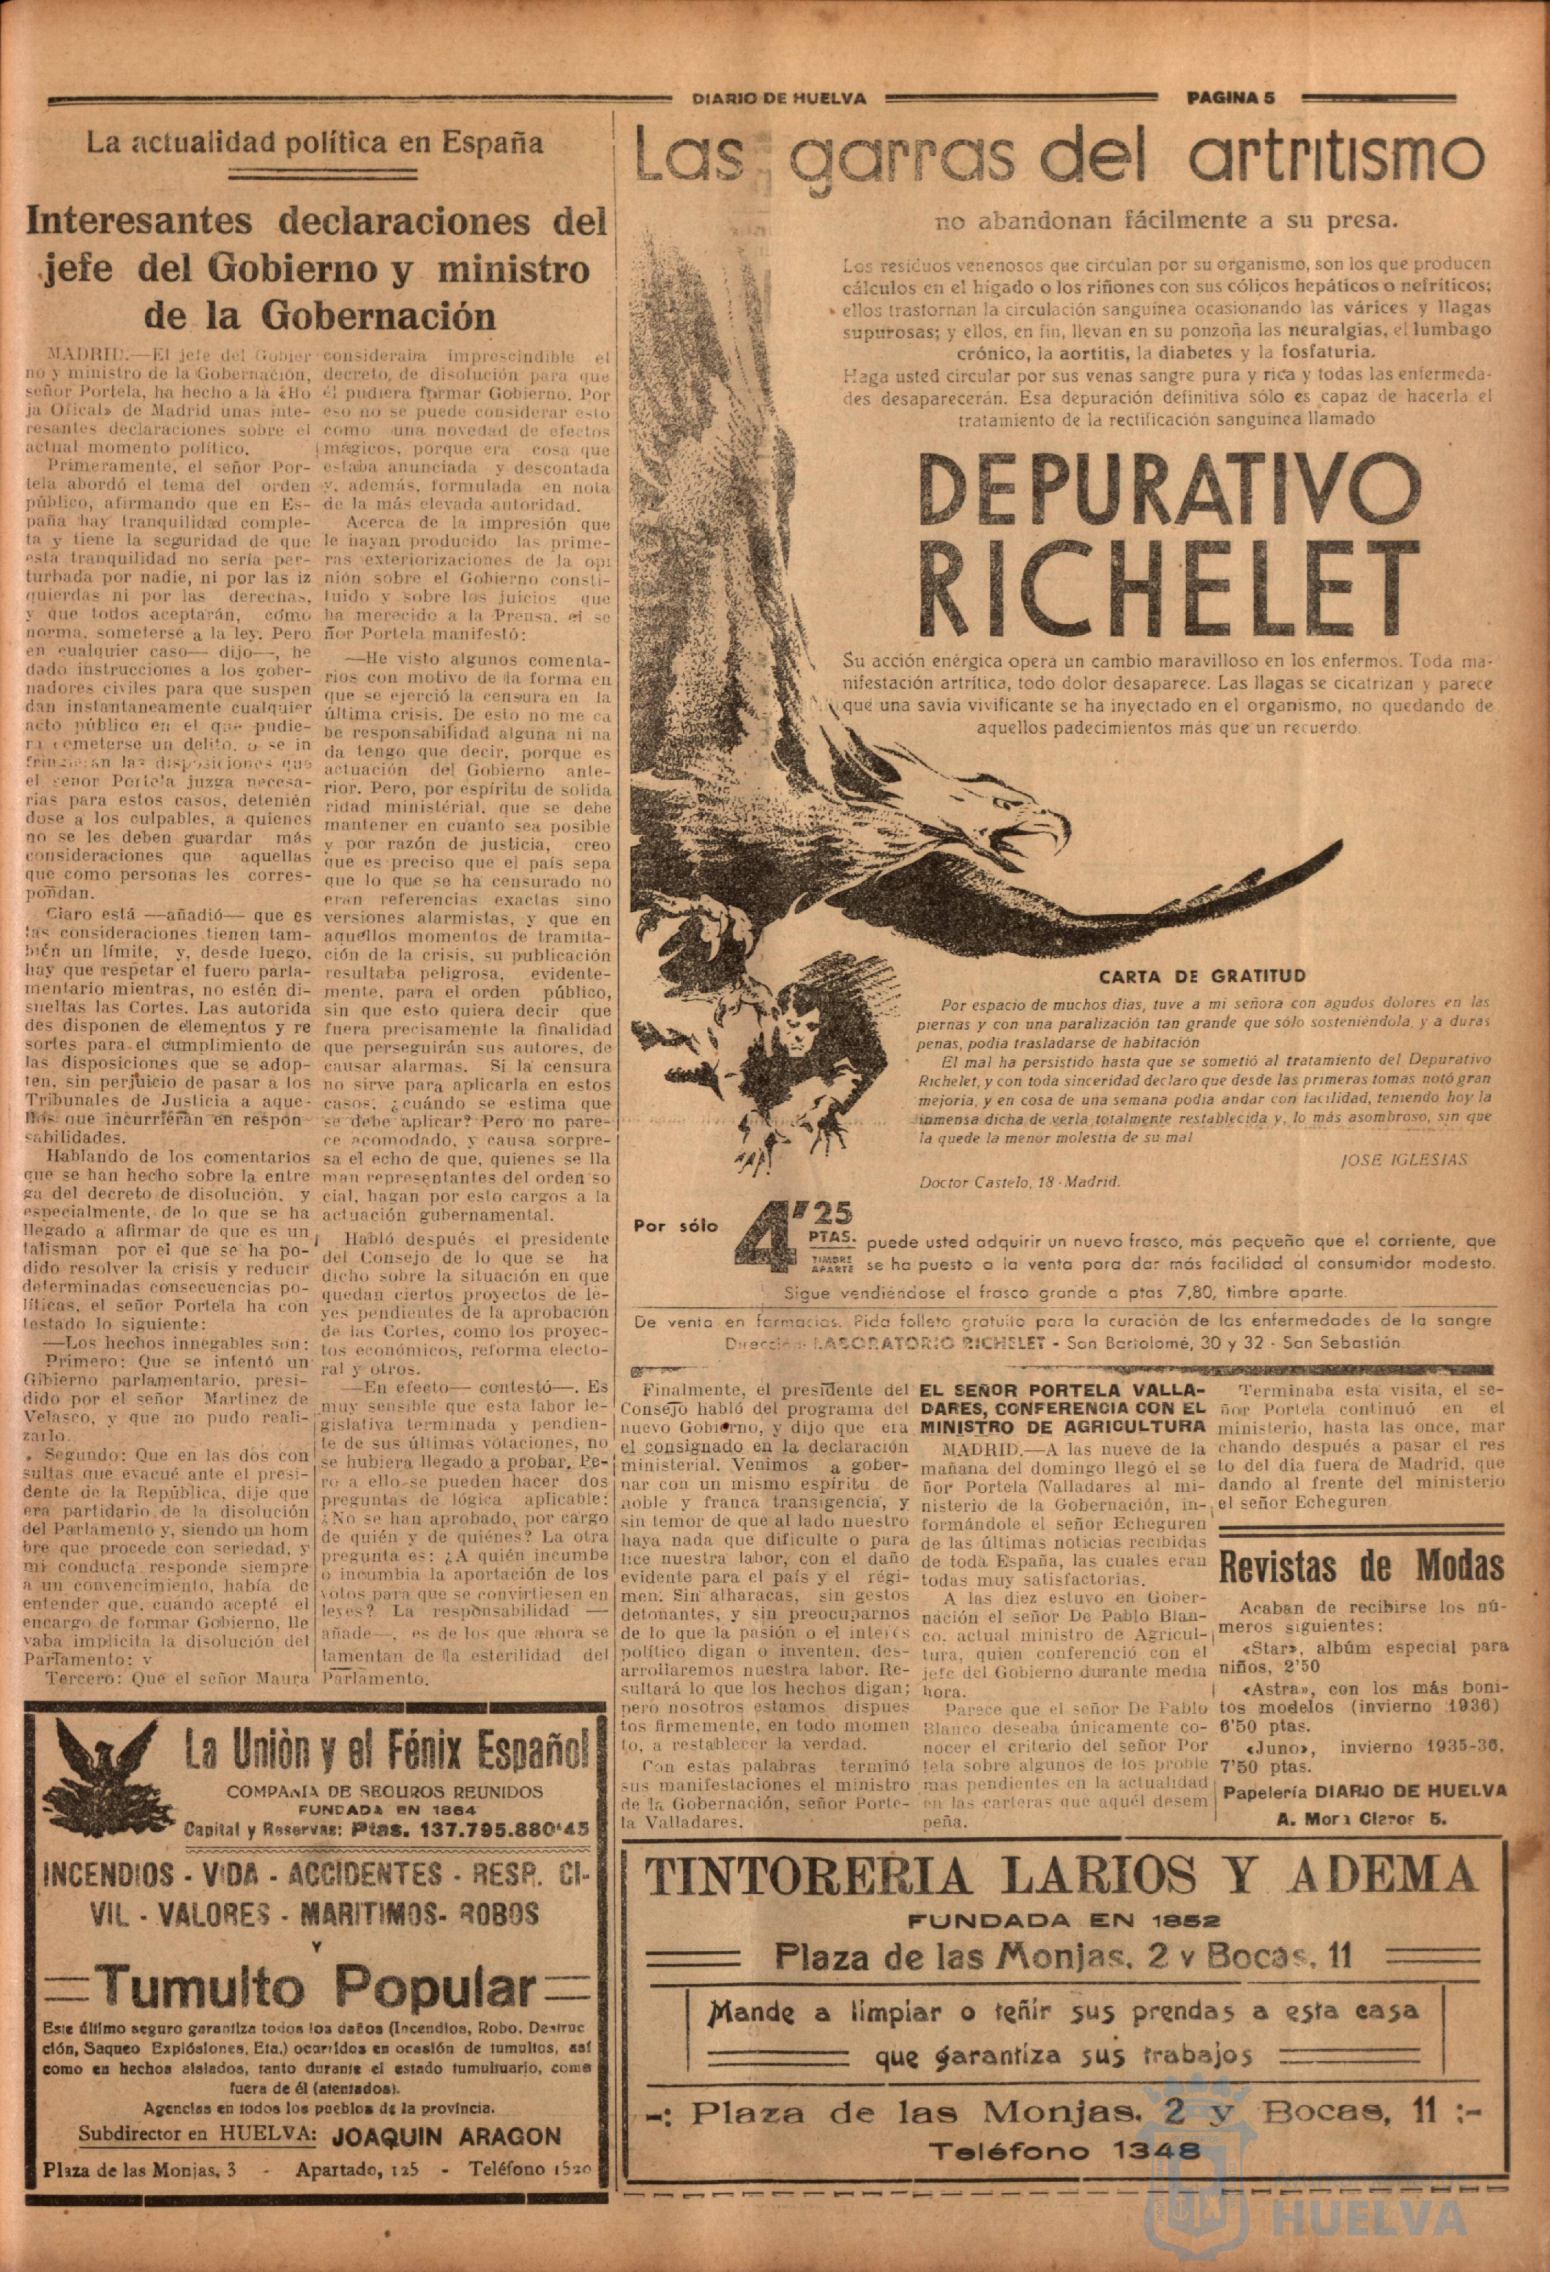 DIARIO DE HUELVA
PAGINA 5
La actualidad política en España
Interesantes declaraciones del
jefe del Gobierno y ministro
de la Gobernación
MADRID.—El jefe del Gobier
no y ministro de la Gobernación,
señor Portela, ha hecho a la «Ho
ja Ofical» de Madrid unas inte-
resantes declaraciones sobre el
actual momento político.
Primeramente, el señor Por-
tela abordó el tema del orden
público, afirmando que en Es-
paña hay tranquilidad comple-
ta y tiene la seguridad de que
esta tranquilidad no sería per-
turbada por nadie, ni por las iz
quierdas ni por las derechas,
y que todos aceptarán, cómo
norma, someterse a la ley. Pero
en cualquier caso— dijo—, he
dado instrucciones a los gober-
nadores civiles para que suspen
dan instantaneamente cualquier
acto público en el que pudie-
ra cometerse un delito, o se in
fringieran las disposiciones que
el señor Portela juzga necesa-
rias para estos casos, detenién
dose a los culpables, a quienes
no se les deben guardar más
consideraciones que aquellas
que como personas les corres-
pondan.
Claro está —añadió— que es
tas consideraciones tienen tam-
bién un límite, y, desde luego,
hay que respetar el fuero parla-
mentario mientras, no estén di-
sueltas las Cortes. Las autorida
des disponen de elementos y re
sortes para el cumplimiento de
las disposiciones que se adop-
ten, sin perjuicio de pasar a los
Tribunales de Justicia a aque-
llos que incurrieran en respon-
sabilidades.
Hablando de los comentarios
que se han hecho sobre la entre
ga del decreto de disolución, y
especialmente, de lo que se ha
llegado a afirmar de que es un
talisman por el que se ha po-
dido resolver la crisis y reducir
determinadas consecuencias po-
líticas, el señor Portela ha con
testado lo siguiente:
—Los hechos innegables son:
Primero: Que se intentó un
Gibierno parlamentario, presi-
dido por el señor Martinez de
Velasco, y que no pudo reali-
zarlo.
Segundo: Que en las dos con
sultas que evacué ante el presi-
dente de la República, dije que
era partidario de la disolución
del Parlamento y, siendo un hom
bre que procede con seriedad, y
mi conducta responde siempre
a un convencimiento, había de
entender que, cuando acepté el
encargo de formar Gobierno, lle
vaba implicita la disolución del
Parlamento: y
Tercero: Que el señor Maura
consideraba imprescindible el
decreto, de disolución para que
él pudiera formar Gobierno. Por
eso no se puede considerar esto
como una novedad de efectos
mágicos, porque era cosa que
estaba anunciada y descontada
y, además, formulada en nota
de la más elevada autoridad.
Acerca de la impresión que
le hayan producido las prime-
ras exteriorizaciones de la opi
nión sobre el Gobierno consti-
tuido y sobre los juicios que
ha merecido a la Prensa, el se
ñor Portela manifestó:
—He visto algunos comenta-
rios con motivo de la forma en
que se ejerció la censura en la
última crisis. De esto no me ca
be responsabilidad alguna ni na
da tengo que decir, porque es
actuación del Gobierno ante-
rior. Pero, por espíritu de solida
ridad ministerial, que se debe
mantener en cuanto sea posible
y por razón de justicia, creo
que es preciso que el país sepa
que lo que se ha censurado no
eran referencias exactas sino
versiones alarmistas, y que en
aquellos momentos de tramita-
ción de la crisis, su publicación
resultaba peligrosa, evidente-
mente, para el orden público,
sin que esto quiera decir que
fuera precisamente la finalidad
que perseguirán sus autores, de
causar alarmas. Si la censura
no sirve para aplicarla en estos
casos, ¿cuándo se estima que
se debe aplicar? Pero no pare-
ce acomodado, y causa sorpre-
sa el echo de que, quienes se lla
man representantes del orden so
cial, hagan por esto cargos a la
actuación gubernamental.
Habló después el presidente
del Consejo de lo que se ha
dicho sobre la situación en que
quedan ciertos proyectos de le-
yes pendientes de la aprobación
de las Cortes, como los proyec-
tos económicos, reforma electo-
ral y otros.
—En efecto— contestó—. Es
muy sensible que esta labor le-
gislativa terminada y pendien-
te de sus últimas votaciones, no
se hubiera llegado a probar. Pe-
ro a ello se pueden hacer dos
preguntas de lógica aplicable:
¿No se han aprobado, por cargo
de quién y de quiénes? La otra
pregunta es: ¿A quién incumbe
o incumbia la aportación de los
votos para que se convirtiesen en
leyes? La responsabilidad —
añade—, es de los que ahora se
lamentan de la esterilidad del
Parlamento.
Las garras del artritismo
no abandonan fácilmente a su presa.
Los residuos venenosos que circulan por su organismo, son los que producen
cálculos en el hígado o los riñones con sus cólicos hepáticos o nefríticos;
ellos trastornan la circulación sanguínea ocasionando las várices y llagas
supurosas; y ellos, en fin, llevan en su ponzoña las neuralgias, el lumbago
crónico, la aortitis, la diabetes y la fosfaturia.
Haga usted circular por sus venas sangre pura y rica y todas las enfermeda-
des desaparecerán. Esa depuración definitiva sólo es capaz de hacerla el
tratamiento de la rectificación sanguínea llamado
DEPURATIVO
RICHELET
Su acción enérgica opera un cambio maravilloso en los enfermos. Toda ma-
nifestación artrítica, todo dolor desaparece. Las llagas se cicatrizan y parece
que una savia vivificante se ha inyectado en el organismo, no quedando de
aquellos padecimientos más que un recuerdo.
CARTA DE GRATITUD
Por espacio de muchos dias, tuve a mi señora con agudos dolores en las
piernas y con una paralización tan grande que sólo sosteniéndola, y a duras
penas, podia trasladarse de habitación
El mal ha persistido hasta que se sometió al tratamiento del Depurativo
Richelet, y con toda sinceridad declaro que desde las primeras tomas notó gran
mejoria, y en cosa de una semana podia andar con facilidad, teniendo hoy la
inmensa dicha de verla totalmente restablecida y, lo más asombroso, sin que
la quede la menor molestia de su mal
JOSE IGLESIAS
Doctor Castelo, 18 - Madrid.
Por sólo 4'25 PTAS. TIMBRE APARTE puede usted adquirir un nuevo frasco, más pequeño que el corriente, que
se ha puesto a la venta para dar más facilidad al consumidor modesto.
Sigue vendiéndose el frasco grande a ptas 7,80, timbre aparte.
De venta en farmacias. Pida folleto gratuito para la curación de las enfermedades de la sangre
Dirección: LABORATORIO RICHELET - San Bartolomé, 30 y 32 - San Sebastián
Finalmente, el presidente del
Consejo habló del programa del
nuevo Gobierno, y dijo que era
el consignado en la declaración
ministerial. Venimos a gober-
nar con un mismo espíritu de
noble y franca transigencia, y
sin temor de que al lado nuestro
haya nada que dificulte o para
lice nuestra labor, con el daño
evidente para el país y el régi-
men. Sin alharacas, sin gestos
detonantes, y sin preocuparnos
de lo que la pasión o el interés
político digan o inventen, des-
arrollaremos nuestra labor. Re-
sultará lo que los hechos digan;
pero nosotros estamos dispues
tos firmemente, en todo momen
to, a restablecer la verdad.
Con estas palabras terminó
sus manifestaciones el ministro
de la Gobernación, señor Porte-
la Valladares.
EL SEÑOR PORTELA VALLA-
DARES, CONFERENCIA CON EL
MINISTRO DE AGRICULTURA
MADRID.—A las nueve de la
mañana del domingo llegó el se
ñor Portela Valladares al mi-
nisterio de la Gobernación, in-
formándole el señor Echeguren
de las últimas noticias recibidas
de toda España, las cuales eran
todas muy satisfactorias.
A las diez estuvo en Gober-
nación el señor De Pablo Blan-
co, actual ministro de Agricul-
tura, quien conferenció con el
jefe del Gobierno durante media
hora.
Parece que el señor De Pablo
Blanco deseaba únicamente co-
nocer el criterio del señor Por
tela sobre algunos de los proble
mas pendientes en la actualidad
en las carteras que aquél desem
peña.
Terminaba esta visita, el se-
ñor Portela continuó en el
ministerio, hasta las once, mar
chando después a pasar el res
to del dia fuera de Madrid, que
dando al frente del ministerio
el señor Echeguren
Revistas de Modas
Acaban de recibirse los nú-
meros siguientes:
«Star», albúm especial para
niños, 2'50
«Astra», con los más boni-
tos modelos (invierno 1936)
6'50 ptas.
«Juno», invierno 1935-36,
7'50 ptas.
Papelería DIARIO DE HUELVA
A. Mora Claros 5.
La Uniòn y el Fénix Español
COMPAÑIA DE SEGUROS REUNIDOS
FUNDADA EN 1864
Capital y Reservas: Ptas. 137.795.880'45
INCENDIOS - VIDA - ACCIDENTES - RESP. CI-
VIL - VALORES - MARITIMOS- ROBOS
Y
Tumulto Popular
Este último seguro garantiza todos los daños (Incendios, Robo, Destruc
ción, Saqueo Explosiones, Eta.) ocurridos en ocasión de tumultos, así
como en hechos aislados, tanto durante el estado tumultuario, como
fuera de él (atentados).
Agencias en todos los pueblos de la provincia.
Subdirector en HUELVA: JOAQUIN ARAGON
Plaza de las Monjas, 3 - Apartado, 125 - Teléfono 1520
TINTORERIA LARIOS Y ADEMA
FUNDADA EN 1852
Plaza de las Monjas, 2 y Bocas, 11
Mande a limpiar o teñir sus prendas a esta casa
que garantiza sus trabajos
-: Plaza de las Monjas, 2 y Bocas, 11 :-
Teléfono 1348
HUELVA